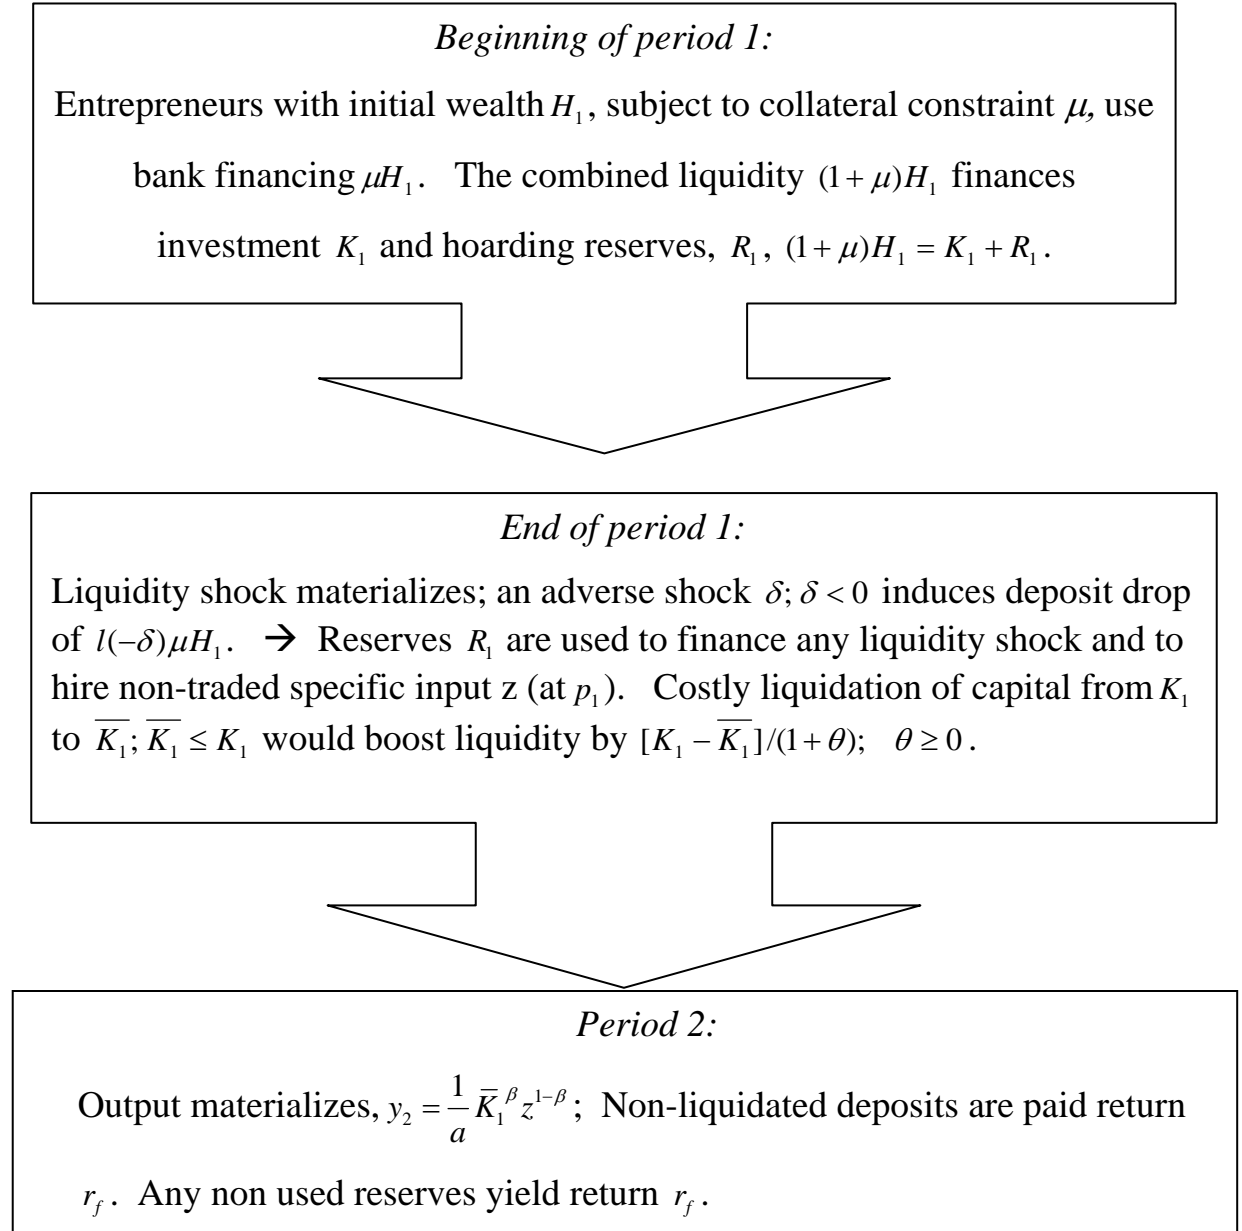 Beginning of period 1:
Entrepreneurs with initial wealth H₁, subject to collateral constraint μ, use
bank financing μH₁. The combined liquidity (1 + μ)H₁ finances
investment K₁ and hoarding reserves, R₁, (1 + μ)H₁ = K₁ + R₁.
End of period 1:
Liquidity shock materializes; an adverse shock δ; δ < 0 induces deposit drop
of l(−δ)μH₁. → Reserves R₁ are used to finance any liquidity shock and to
hire non-traded specific input z (at p₁). Costly liquidation of capital from K₁
to K̅₁; K̅₁ ≤ K₁ would boost liquidity by [K₁ − K̅₁]/(1 + θ); θ ≥ 0.
Period 2:
Output materializes, y₂ = 1/a K̅₁^β z^(1−β); Non-liquidated deposits are paid return
r_f. Any non used reserves yield return r_f.